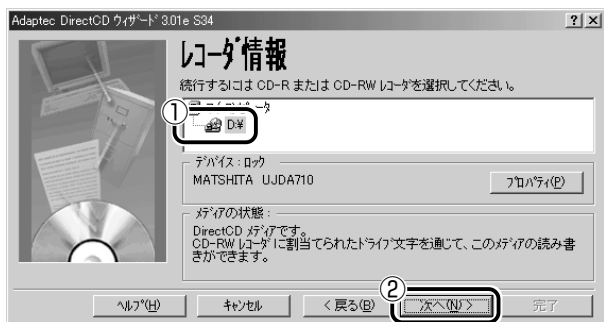 Adaptec DirectCD ウィザード 3.01e S34
レコーダ情報
続行するには CD-R または CD-RW レコーダを選択してください。
①
D:¥
デバイス : ロック
MATSHITA UJDA710
プロパティ(P)
メディアの状態 :
DirectCD メディアです。
CD-RW レコーダに割当てられたドライブ文字を通じて、このメディアの読み書
きができます。
②
ヘルプ(H) キャンセル < 戻る(B) 次へ(N) > 完了